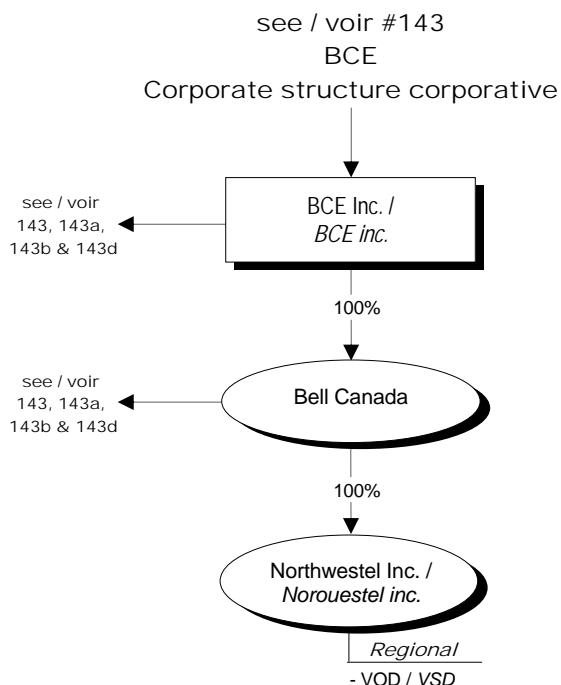 see / voir #143
BCE
Corporate structure corporative
see / voir
143, 143a,
143b & 143d
BCE Inc. /
BCE inc.
100%
see / voir
143, 143a,
143b & 143d
Bell Canada
100%
Northwestel Inc. /
Norouestel inc.
Regional
- VOD / VSD